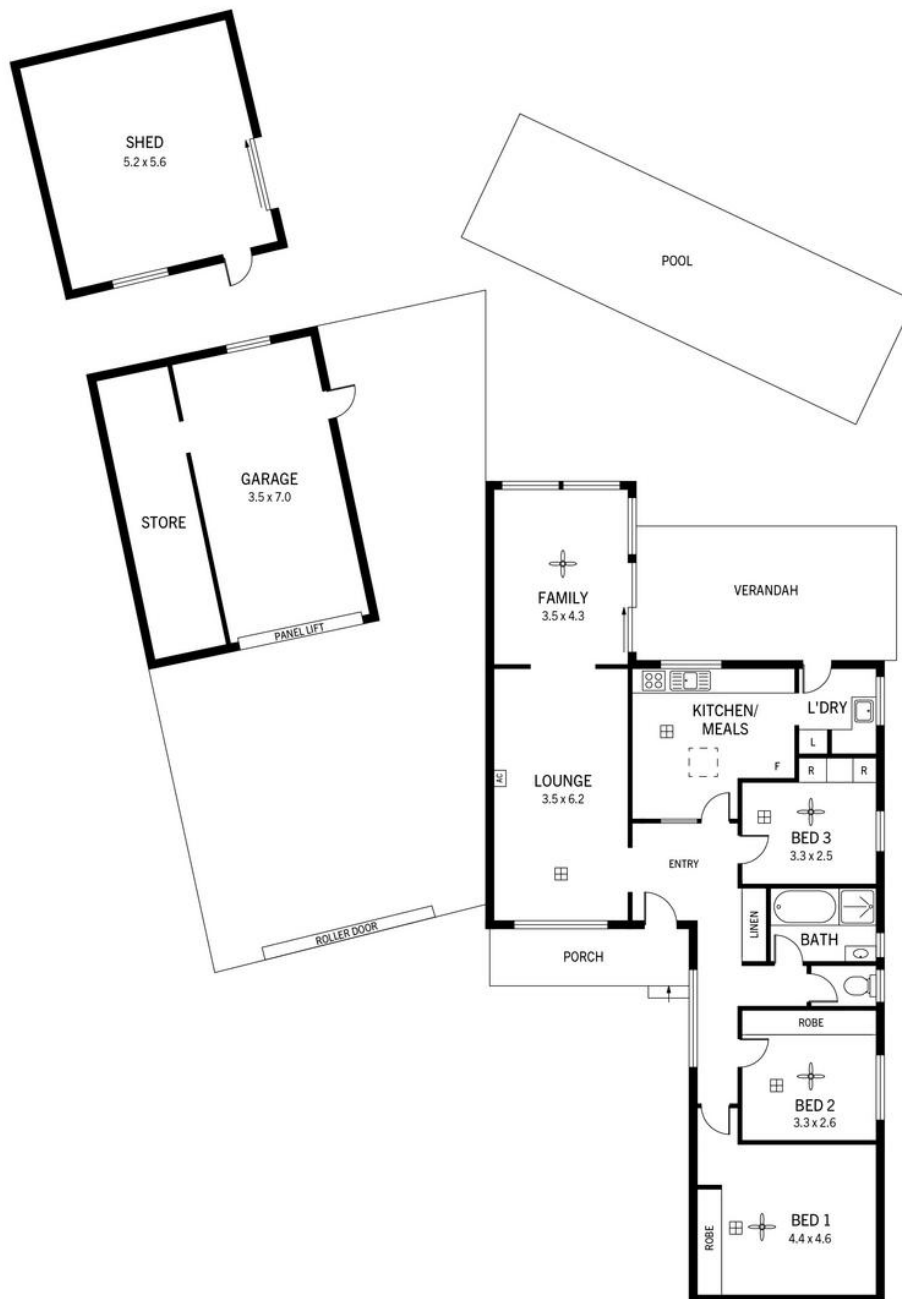 SHED
5.2 x 5.6
POOL
GARAGE
3.5 x 7.0
STORE
PANEL LIFT
FAMILY
3.5 x 4.3
VERANDAH
KITCHEN/
MEALS
L'DRY
L
F
R
R
AC
LOUNGE
3.5 x 6.2
BED 3
3.3 x 2.5
ENTRY
LINEN
BATH
ROLLER DOOR
PORCH
ROBE
BED 2
3.3 x 2.6
ROBE
BED 1
4.4 x 4.6